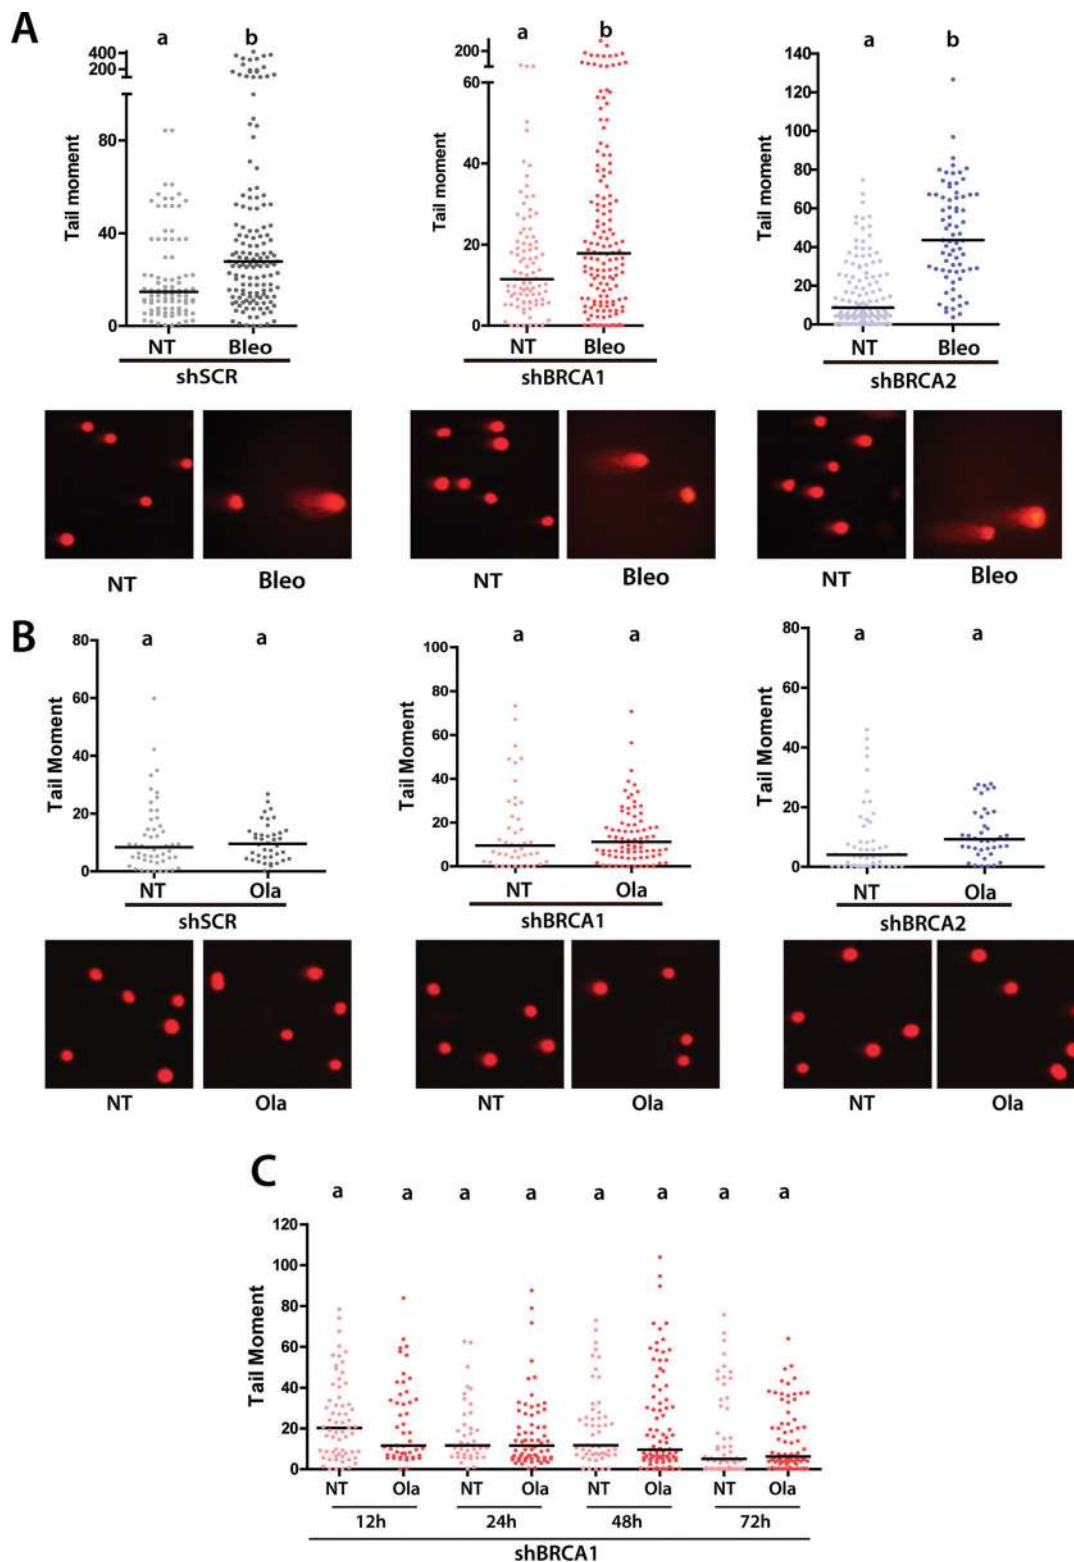 A
a b
a b
a b
Tail moment
400
200
80
40
0
NT Bleo
shSCR
Tail moment
200
60
40
20
0
NT Bleo
shBRCA1
Tail moment
140
120
100
80
60
40
20
0
NT Bleo
shBRCA2
NT Bleo
NT Bleo
NT Bleo
B
a a
a a
a a
Tail Moment
80
60
40
20
0
NT Ola
shSCR
Tail Moment
100
80
60
40
20
0
NT Ola
shBRCA1
Tail Moment
80
60
40
20
0
NT Ola
shBRCA2
NT Ola
NT Ola
NT Ola
C
a a a a a a a a
Tail Moment
120
100
80
60
40
20
0
NT Ola NT Ola NT Ola NT Ola
12h 24h 48h 72h
shBRCA1